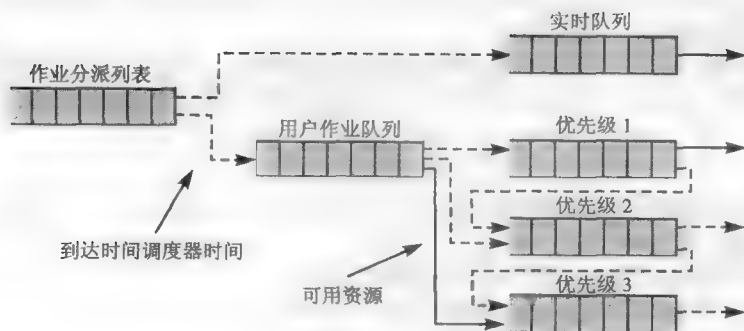 实时队列
作业分派列表
用户作业队列
优先级 1
优先级 2
到达时间调度器时间
可用资源
优先级 3